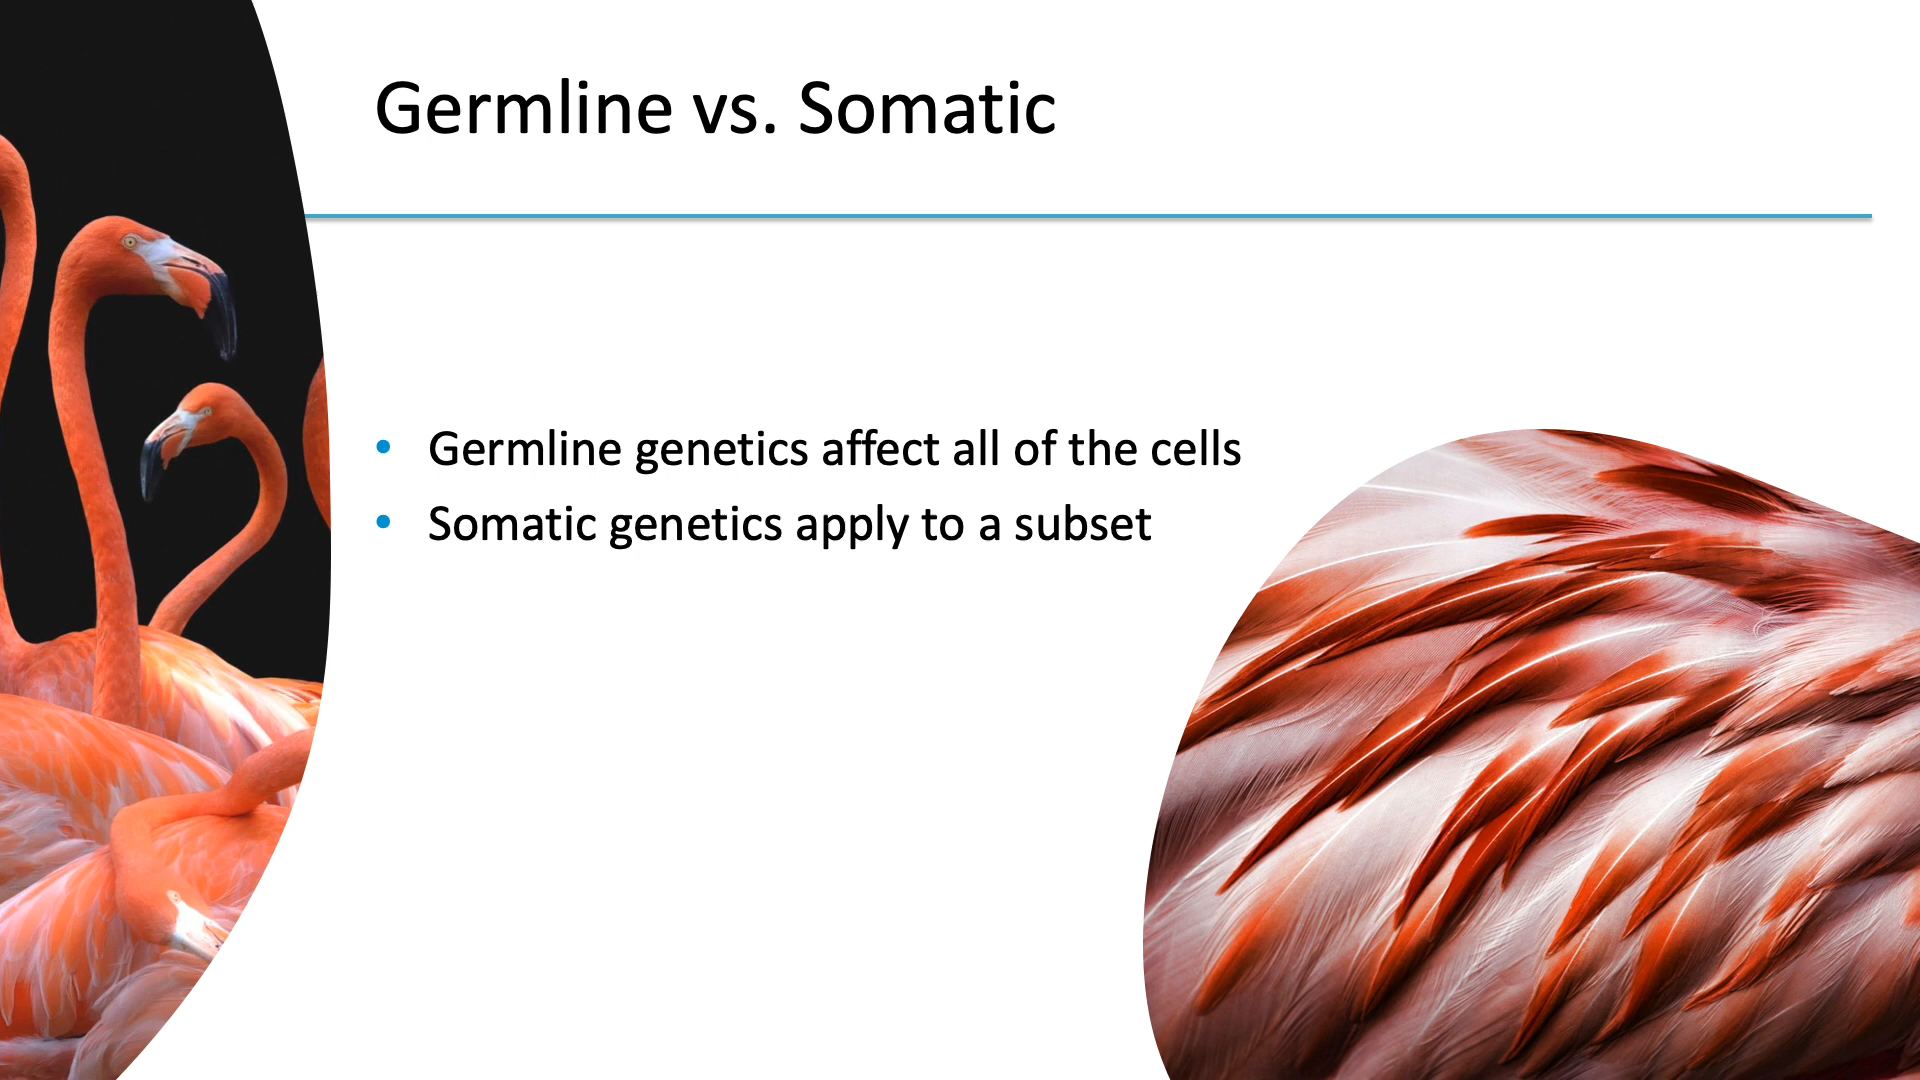 Germline vs. Somatic
• Germline genetics affect all of the cells
• Somatic genetics apply to a subset